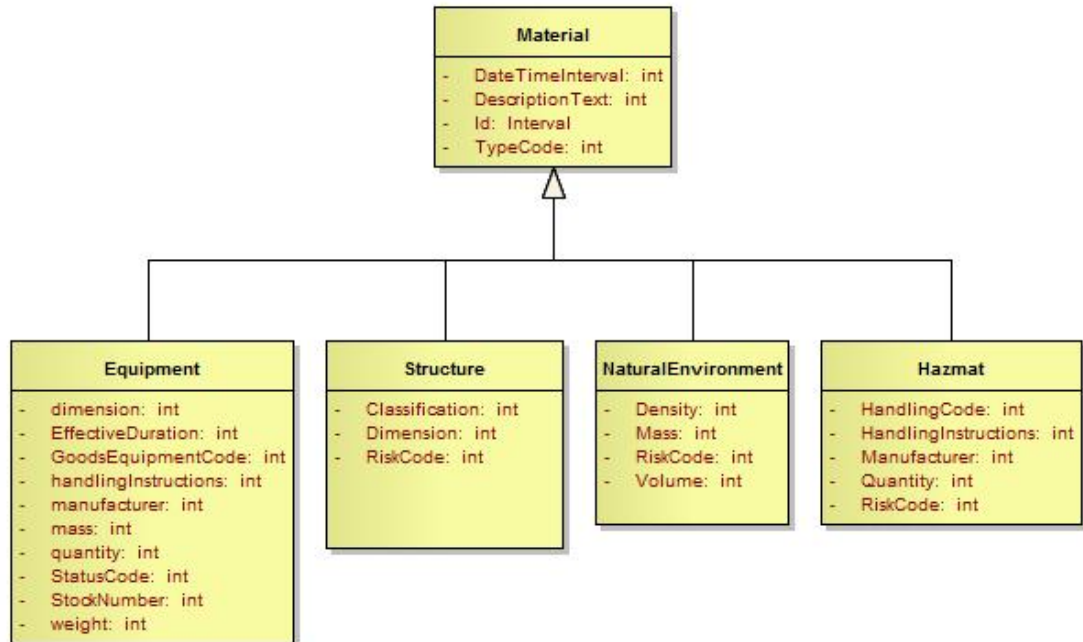 Material
- DateTimeInterval: int
- DescriptionText: int
- Id: Interval
- TypeCode: int
Equipment
- dimension: int
- EffectiveDuration: int
- GoodsEquipmentCode: int
- handlingInstructions: int
- manufacturer: int
- mass: int
- quantity: int
- StatusCode: int
- StockNumber: int
- weight: int
Structure
- Classification: int
- Dimension: int
- RiskCode: int
NaturalEnvironment
- Density: int
- Mass: int
- RiskCode: int
- Volume: int
Hazmat
- HandlingCode: int
- HandlingInstructions: int
- Manufacturer: int
- Quantity: int
- RiskCode: int